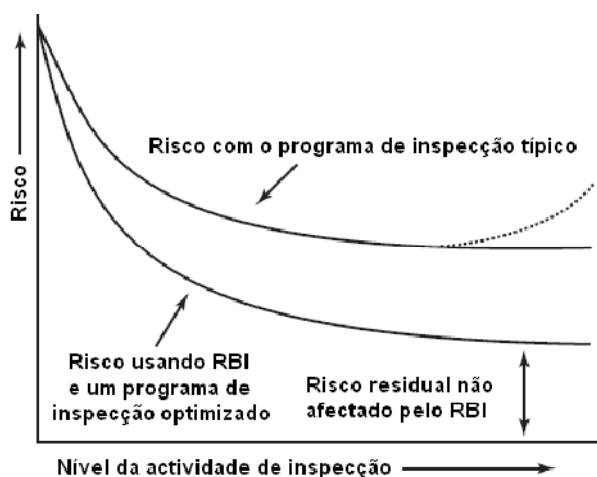 Risco com o programa de inspecção típico
Risco
Risco usando RBI
e um programa de
inspecção optimizado
Risco residual não
afectado pelo RBI
Nível da actividade de inspecção